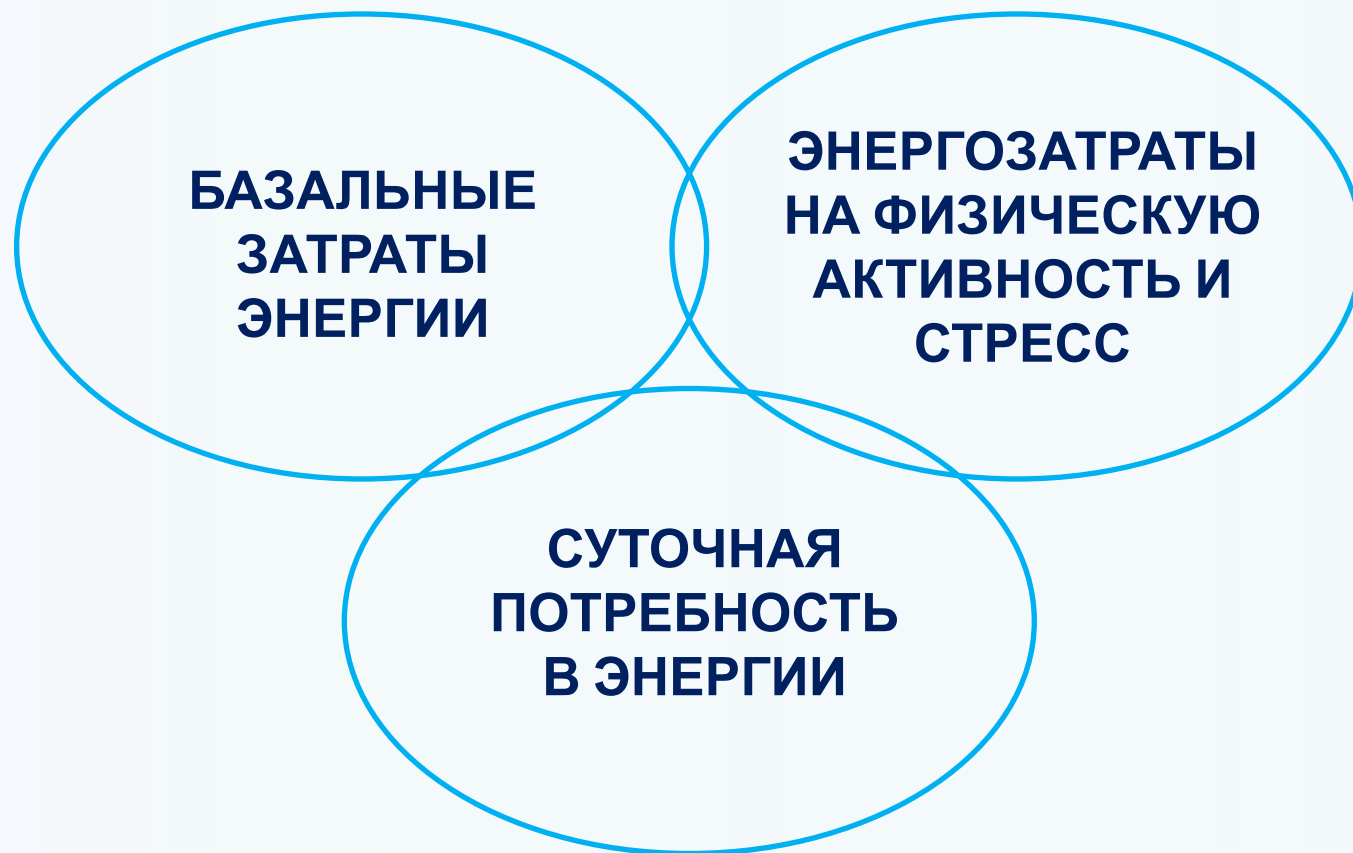 БАЗАЛЬНЫЕ
ЗАТРАТЫ
ЭНЕРГИИ
ЭНЕРГОЗАТРАТЫ
НА ФИЗИЧЕСКУЮ
АКТИВНОСТЬ И
СТРЕСС
СУТОЧНАЯ
ПОТРЕБНОСТЬ
В ЭНЕРГИИ